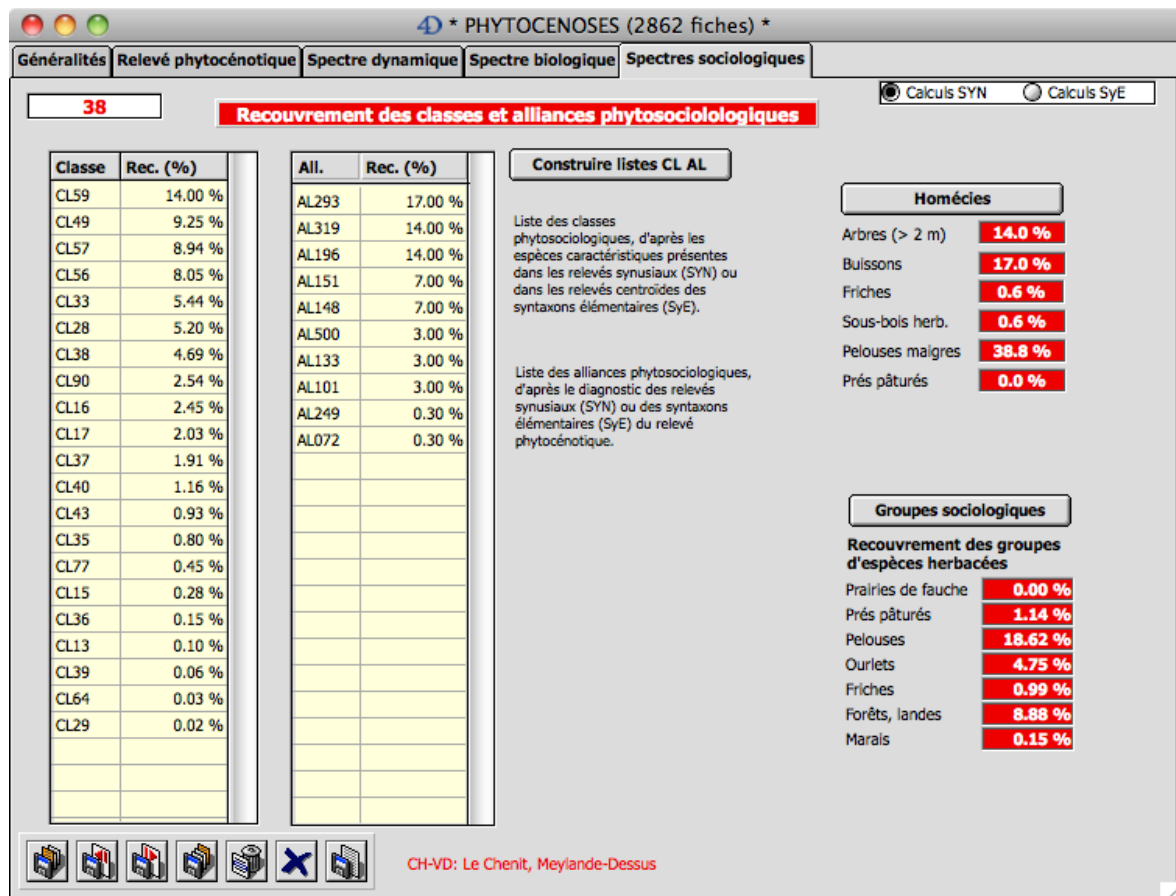 4D * PHYTOCENOSES (2862 fiches) *
Généralités Relevé phytocénotique Spectre dynamique Spectre biologique Spectres sociologiques
Calculs SYN Calculs SyE
38
Recouvrement des classes et alliances phytosociolologiques
Classe Rec. (%)
CL59 14.00 %
CL49 9.25 %
CL57 8.94 %
CL56 8.05 %
CL33 5.44 %
CL28 5.20 %
CL38 4.69 %
CL90 2.54 %
CL16 2.45 %
CL17 2.03 %
CL37 1.91 %
CL40 1.16 %
CL43 0.93 %
CL35 0.80 %
CL77 0.45 %
CL15 0.28 %
CL36 0.15 %
CL13 0.10 %
CL39 0.06 %
CL64 0.03 %
CL29 0.02 %
All. Rec. (%)
AL293 17.00 %
AL319 14.00 %
AL196 14.00 %
AL151 7.00 %
AL148 7.00 %
AL500 3.00 %
AL133 3.00 %
AL101 3.00 %
AL249 0.30 %
AL072 0.30 %
Construire listes CL AL
Liste des classes
phytosociologiques, d'après les
espèces caractéristiques présentes
dans les relevés synusiaux (SYN) ou
dans les relevés centroïdes des
syntaxons élémentaires (SyE).
Liste des alliances phytosociologiques,
d'après le diagnostic des relevés
synusiaux (SYN) ou des syntaxons
élémentaires (SyE) du relevé
phytocénotique.
Homécies
Arbres (> 2 m) 14.0 %
Buissons 17.0 %
Friches 0.6 %
Sous-bois herb. 0.6 %
Pelouses maigres 38.8 %
Prés pâturés 0.0 %
Groupes sociologiques
Recouvrement des groupes
d'espèces herbacées
Prairies de fauche 0.00 %
Prés pâturés 1.14 %
Pelouses 18.62 %
Ourlets 4.75 %
Friches 0.99 %
Forêts, landes 8.88 %
Marais 0.15 %
CH-VD: Le Chenit, Meylande-Dessus